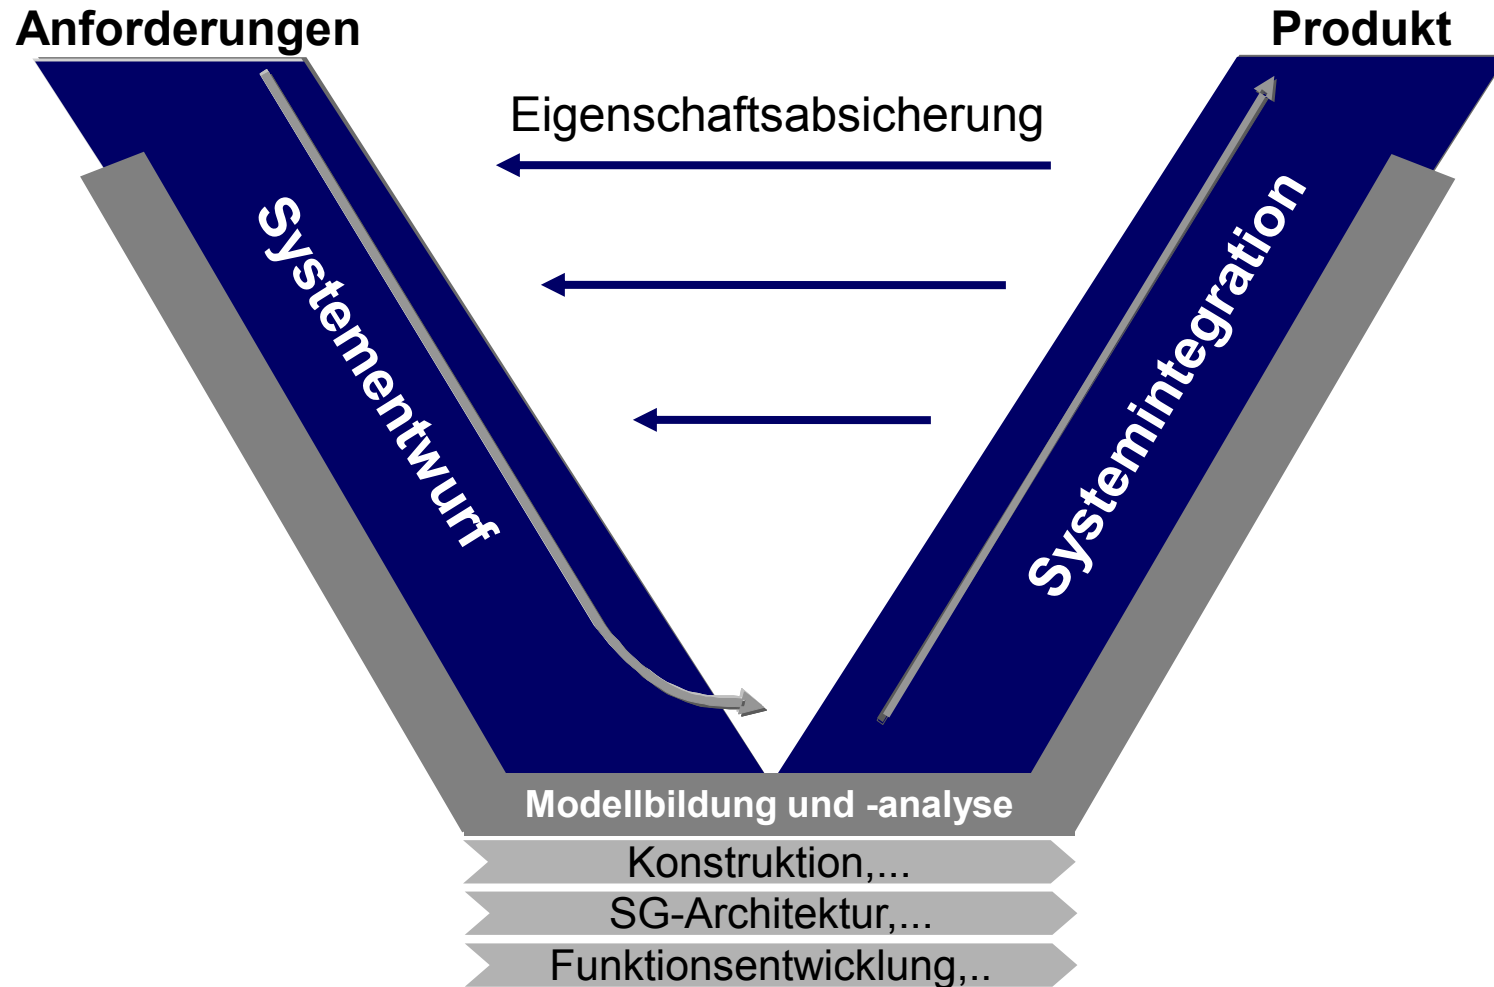 Anforderungen
Produkt
Eigenschaftsabsicherung
Systementwurf
Systemintegration
Modellbildung und -analyse
Konstruktion,...
SG-Architektur,...
Funktionsentwicklung,..